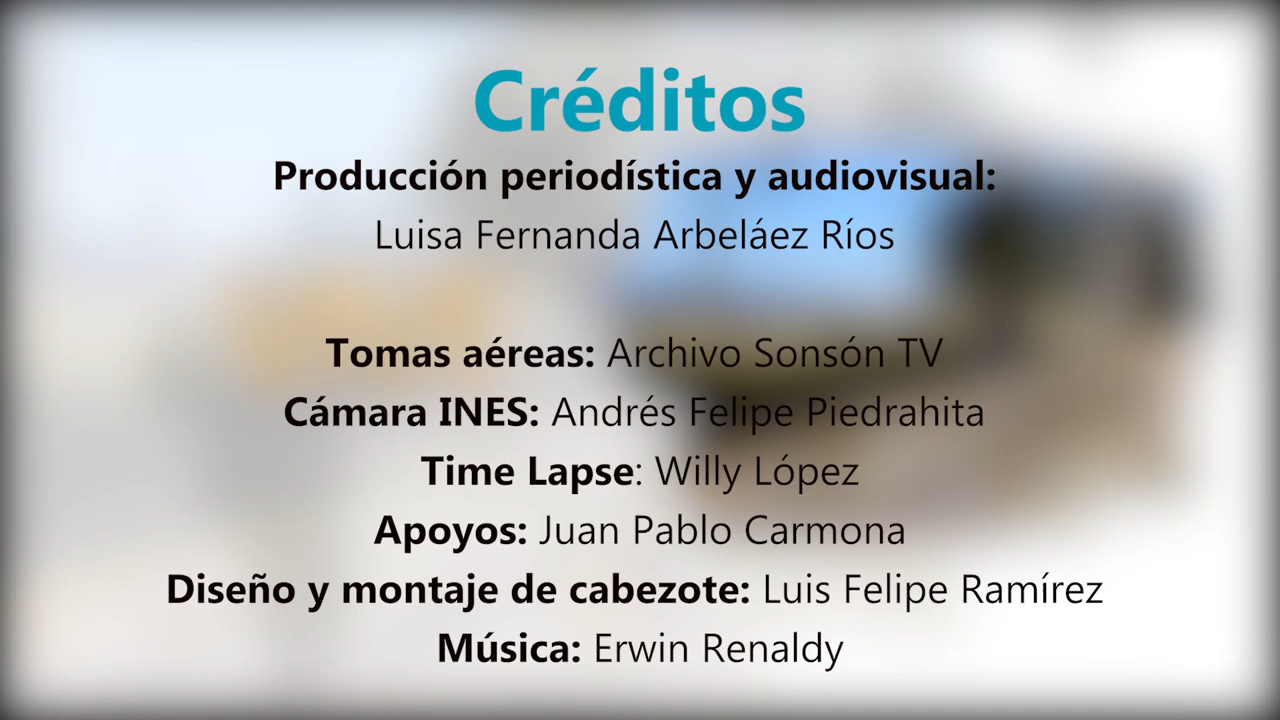 Créditos
Producción periodística y audiovisual:
Luisa Fernanda Arbeláez Ríos
Tomas aéreas: Archivo Sonsón TV
Cámara INES: Andrés Felipe Piedrahita
Time Lapse: Willy López
Apoyos: Juan Pablo Carmona
Diseño y montaje de cabezote: Luis Felipe Ramírez
Música: Erwin Renaldy